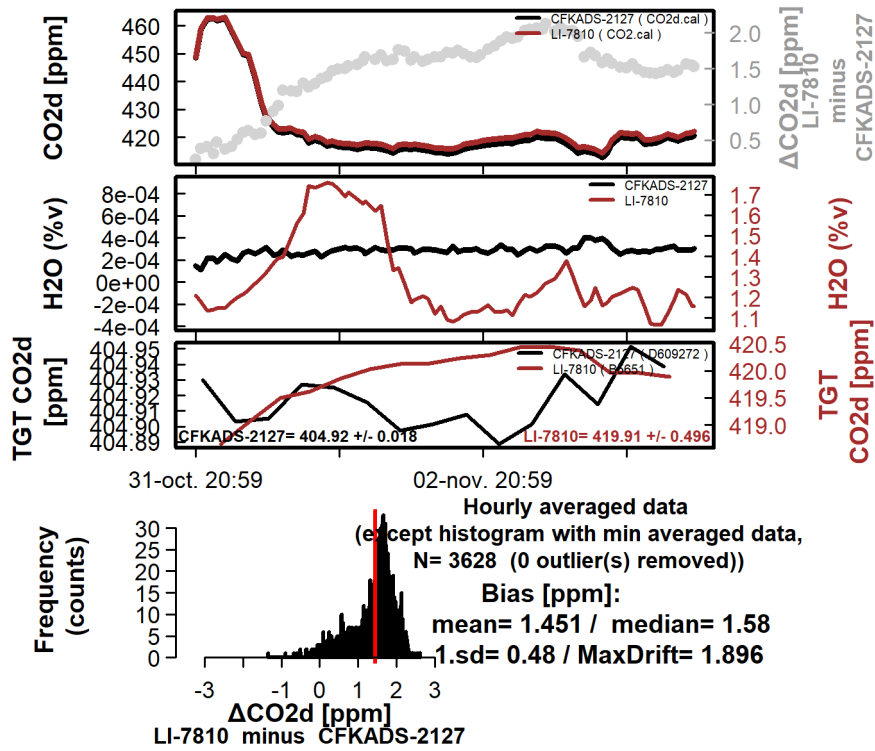 CFKADS-2127 ( CO2d.cal )
LI-7810 ( CO2.cal )
CO2d [ppm]
460
450
440
430
420
2.0
1.5
1.0
0.5
ΔCO2d [ppm]
LI-7810
minus
CFKADS-2127
CFKADS-2127
LI-7810
H2O (%v)
8e-04
6e-04
4e-04
2e-04
0e+00
-2e-04
-4e-04
1.7
1.6
1.5
1.4
1.3
1.2
1.1
H2O (%v)
CFKADS-2127 ( D609272 )
TGT CO2d
[ppm]
404.95
404.93
404.91
404.90
404.89
420.5
420.0
419.5
419.0
TGT
CO2d [ppm]
CFKADS-2127= 404.92 +/- 0.018
LI-7810= 419.91 +/- 0.496
31-oct. 20:59
02-nov. 20:59
Hourly averaged data
(except histogram with min averaged data,
N= 3628 (0 outlier(s) removed))
Bias [ppm]:
mean= 1.451 / median= 1.58
1.sd= 0.48 / MaxDrift= 1.896
Frequency
(counts)
30
25
20
15
10
5
0
-3 -1 0 1 2 3
ΔCO2d [ppm]
LI-7810 minus CFKADS-2127